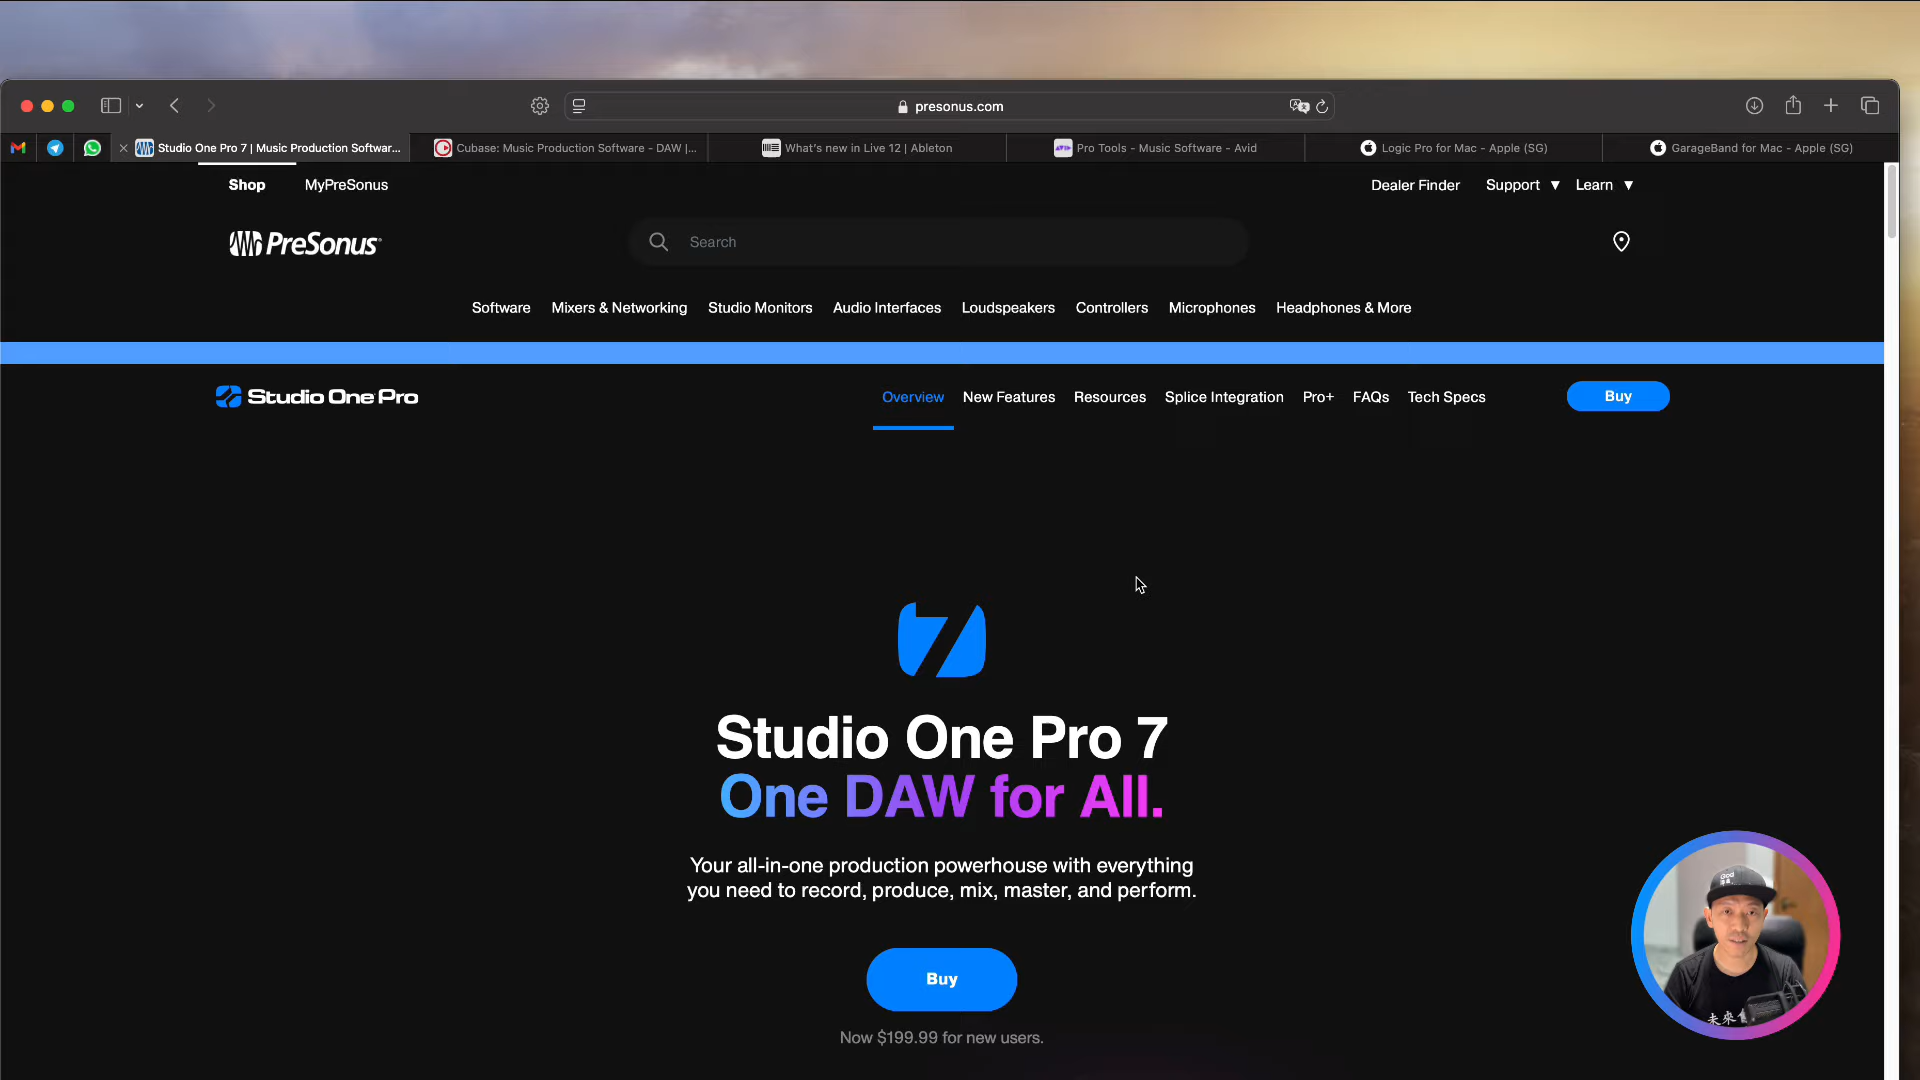 presonus.com
Studio One Pro 7 | Music Production Softwar...
Cubase: Music Production Software - DAW |...
What's new in Live 12 | Ableton
Pro Tools - Music Software - Avid
Logic Pro for Mac - Apple (SG)
GarageBand for Mac - Apple (SG)
Shop
MyPreSonus
Dealer Finder
Support
Learn
PreSonus
Search
Software
Mixers & Networking
Studio Monitors
Audio Interfaces
Loudspeakers
Controllers
Microphones
Headphones & More
Studio One Pro
Overview
New Features
Resources
Splice Integration
Pro+
FAQs
Tech Specs
Buy
Studio One Pro 7
One DAW for All.
Your all-in-one production powerhouse with everything
you need to record, produce, mix, master, and perform.
Buy
Now $199.99 for new users.
God
未來